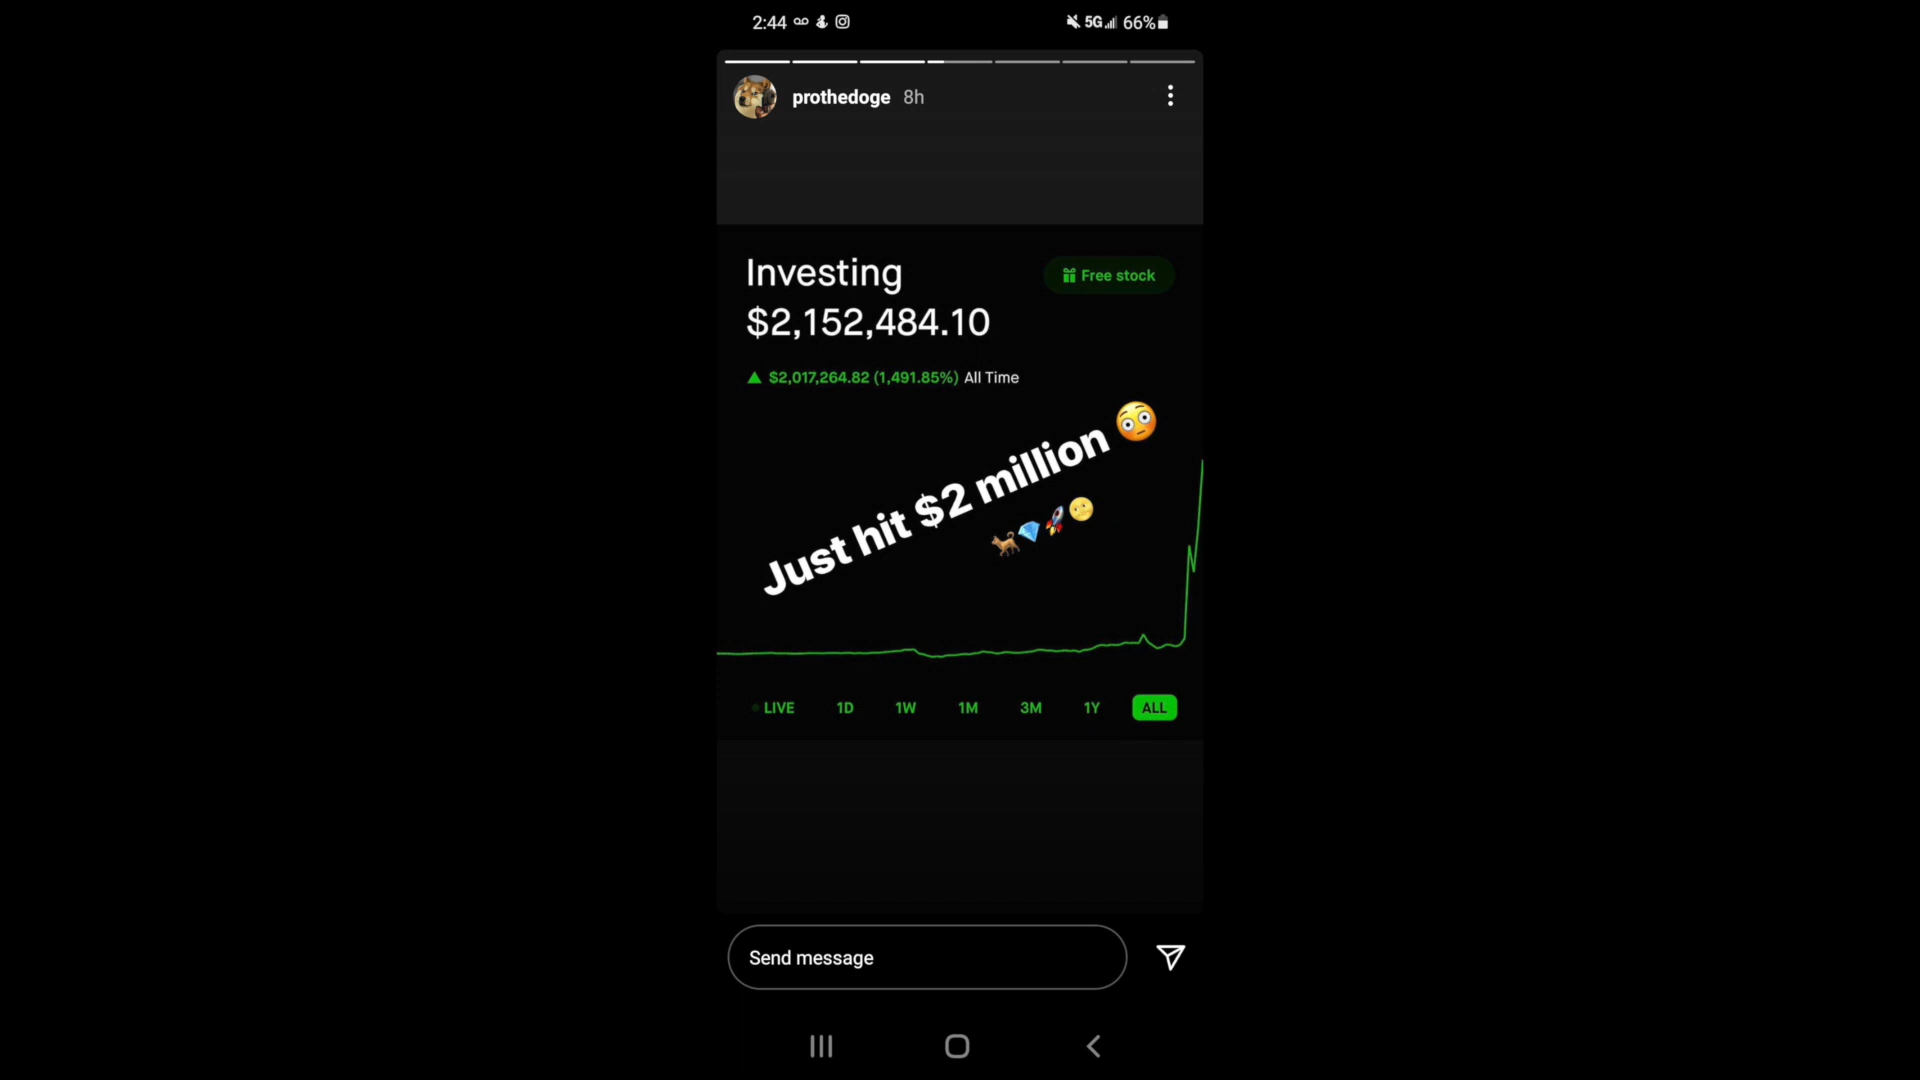 2:44
5G 66%
prothedoge 8h
Investing
Free stock
$2,152,484.10
▲ $2,017,264.82 (1,491.85%) All Time
Just hit $2 million 😳
🐕💎🚀🌝
LIVE 1D 1W 1M 3M 1Y ALL
Send message